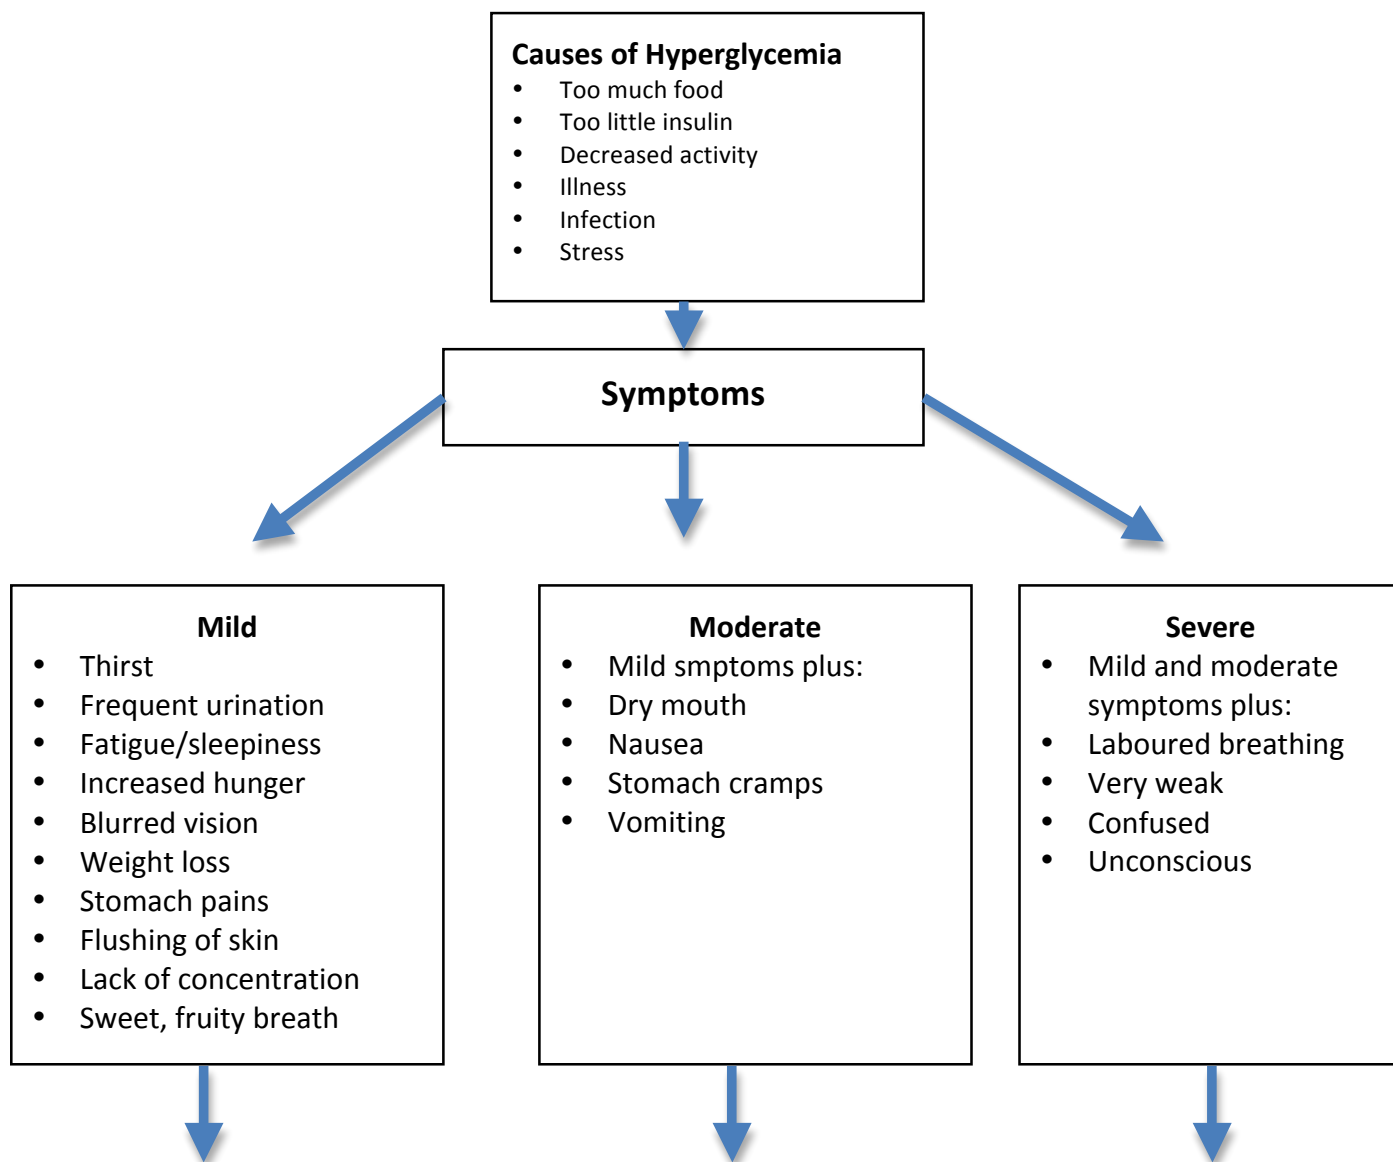 Causes of Hyperglycemia
• Too much food
• Too little insulin
• Decreased activity
• Illness
• Infection
• Stress
Symptoms
Mild
• Thirst
• Frequent urination
• Fatigue/sleepiness
• Increased hunger
• Blurred vision
• Weight loss
• Stomach pains
• Flushing of skin
• Lack of concentration
• Sweet, fruity breath
Moderate
• Mild smptoms plus:
• Dry mouth
• Nausea
• Stomach cramps
• Vomiting
Severe
• Mild and moderate
symptoms plus:
• Laboured breathing
• Very weak
• Confused
• Unconscious